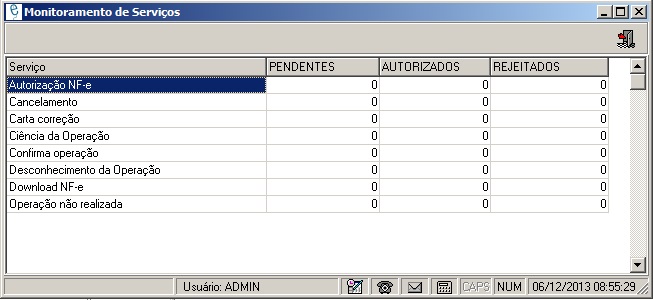 Monitoramento de Serviços
Serviço PENDENTES AUTORIZADOS REJEITADOS
Autorização NF-e 0 0 0
Cancelamento 0 0 0
Carta correção 0 0 0
Ciência da Operação 0 0 0
Confirma operação 0 0 0
Desconhecimento da Operação 0 0 0
Download NF-e 0 0 0
Operação não realizada 0 0 0
Usuário: ADMIN CAPS NUM 06/12/2013 08:55:29